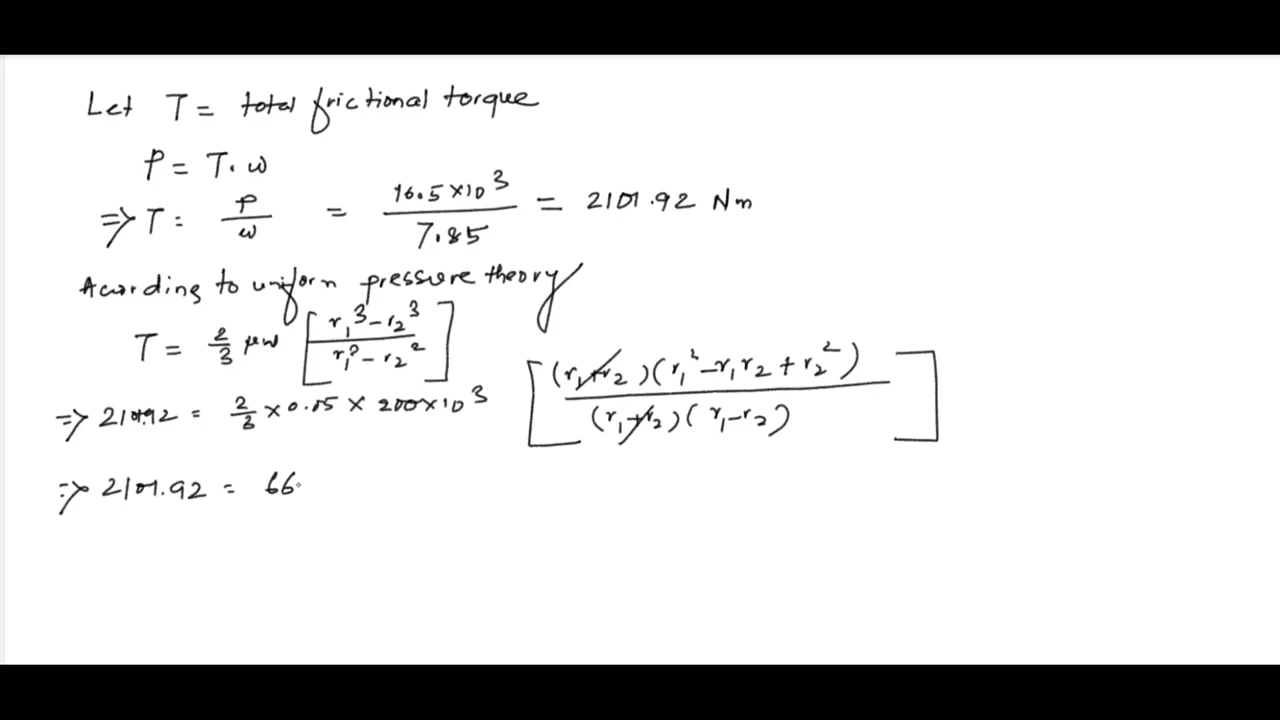 Let T = total frictional torque
P = T. ω
=> T = P/ω = 16.5 × 10³ / 7.85 = 2101.92 Nm
Acording to uniform pressure theory
T = 2/3 μw [ r₁³ - r₂³ / r₁² - r₂² ]
=> 2101.92 = 2/3 × 0.05 × 200 × 10³ [ (r₁+r₂)(r₁² - r₁r₂ + r₂²) / (r₁+r₂)(r₁-r₂) ]
=> 2101.92 = 66.